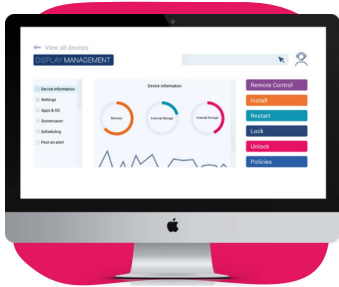 ← View all devices
DISPLAY MANAGEMENT
Device information
Settings
Apps & OS
Screensaver
Scheduling
Post an alert
Device information
Memory
External Storage
Internal Storage
Remote Control
Install
Restart
Lock
Unlock
Policies